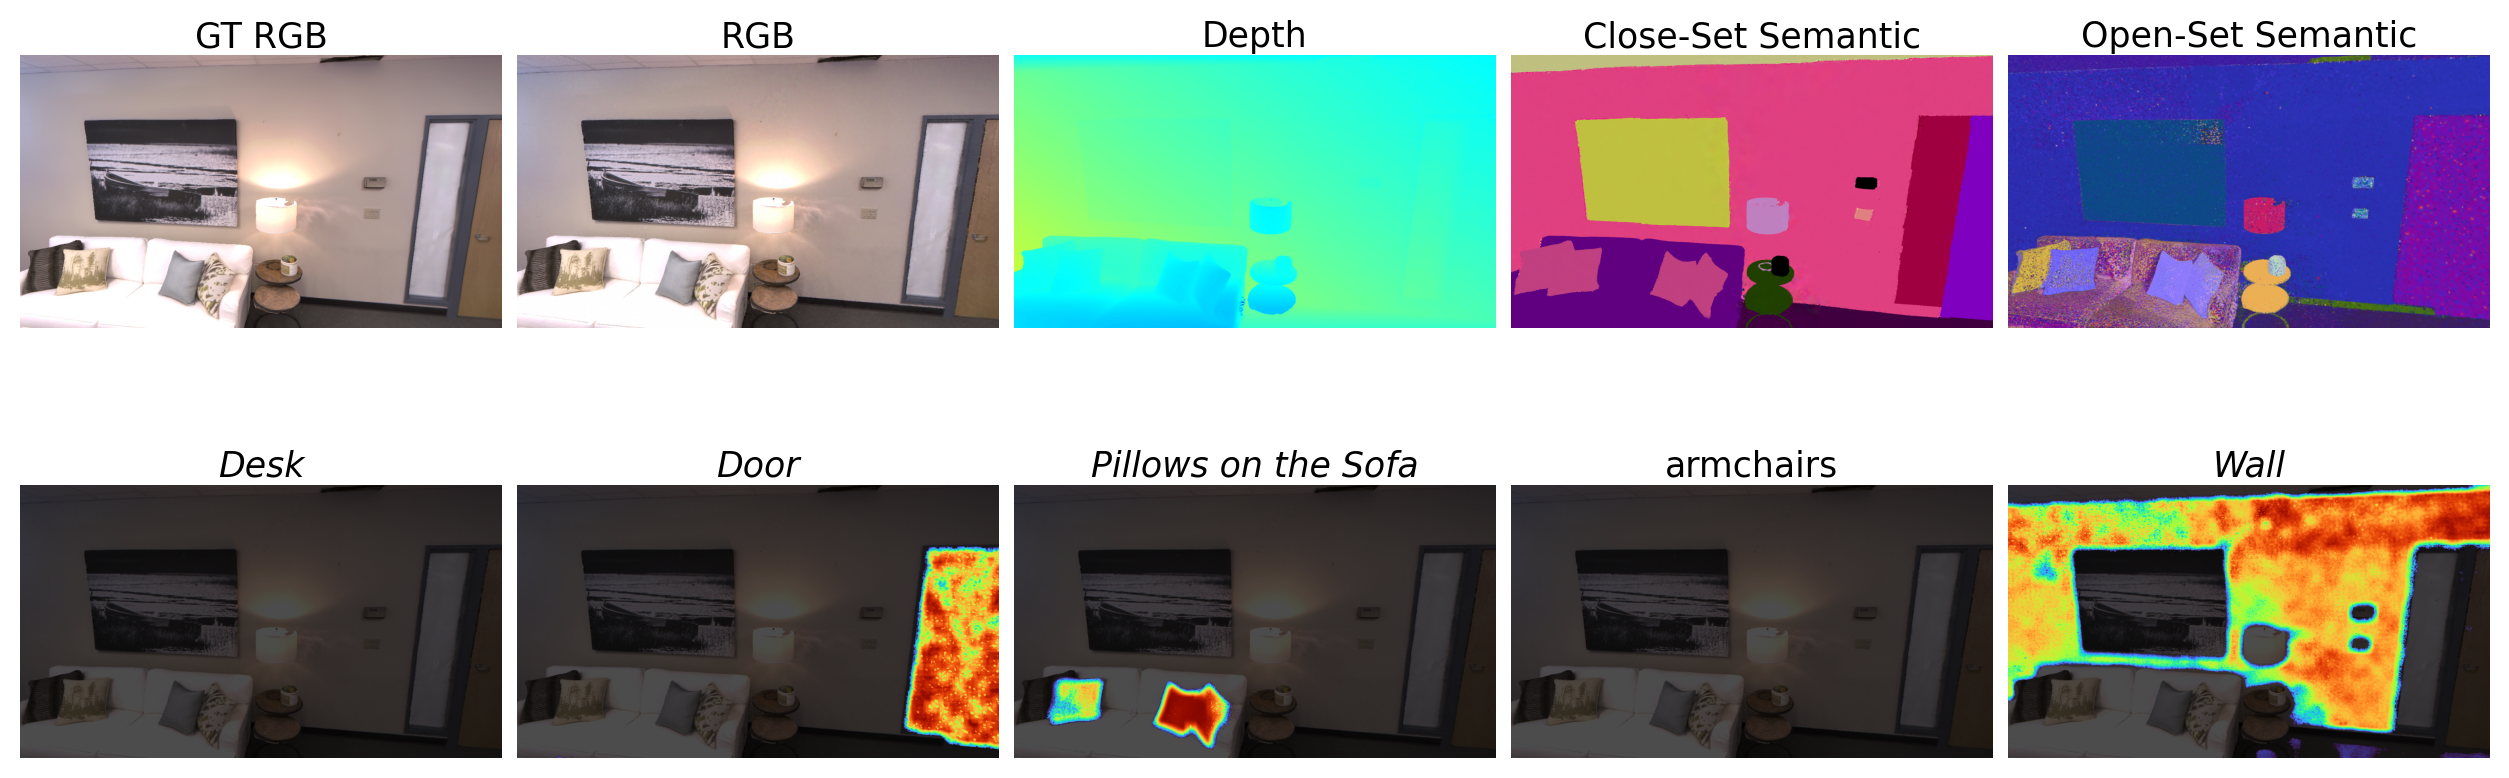 GT RGB
RGB
Depth
Close-Set Semantic
Open-Set Semantic
Desk
Door
Pillows on the Sofa
armchairs
Wall